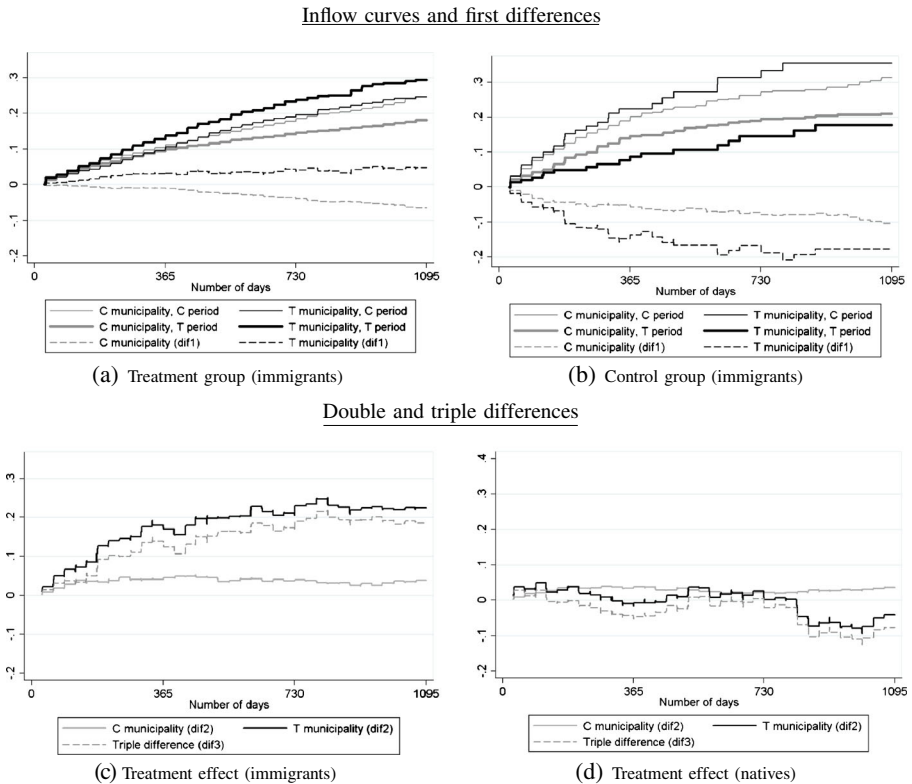 Inflow curves and first differences
.3
.2
.1
0
-.1
-.2
0
365
730
1095
Number of days
C municipality, C period
T municipality, C period
C municipality, T period
T municipality, T period
C municipality (dif1)
T municipality (dif1)
(a) Treatment group (immigrants)
.3
.2
.1
0
-.1
-.2
0
365
730
1095
Number of days
C municipality, C period
T municipality, C period
C municipality, T period
T municipality, T period
C municipality (dif1)
T municipality (dif1)
(b) Control group (immigrants)
Double and triple differences
.3
.2
.1
0
-.1
-.2
0
365
730
1095
Number of days
C municipality (dif2)
T municipality (dif2)
Triple difference (dif3)
(c) Treatment effect (immigrants)
.4
.3
.2
.1
0
-.1
-.2
0
365
730
1095
Number of days
C municipality (dif2)
T municipality (dif2)
Triple difference (dif3)
(d) Treatment effect (natives)